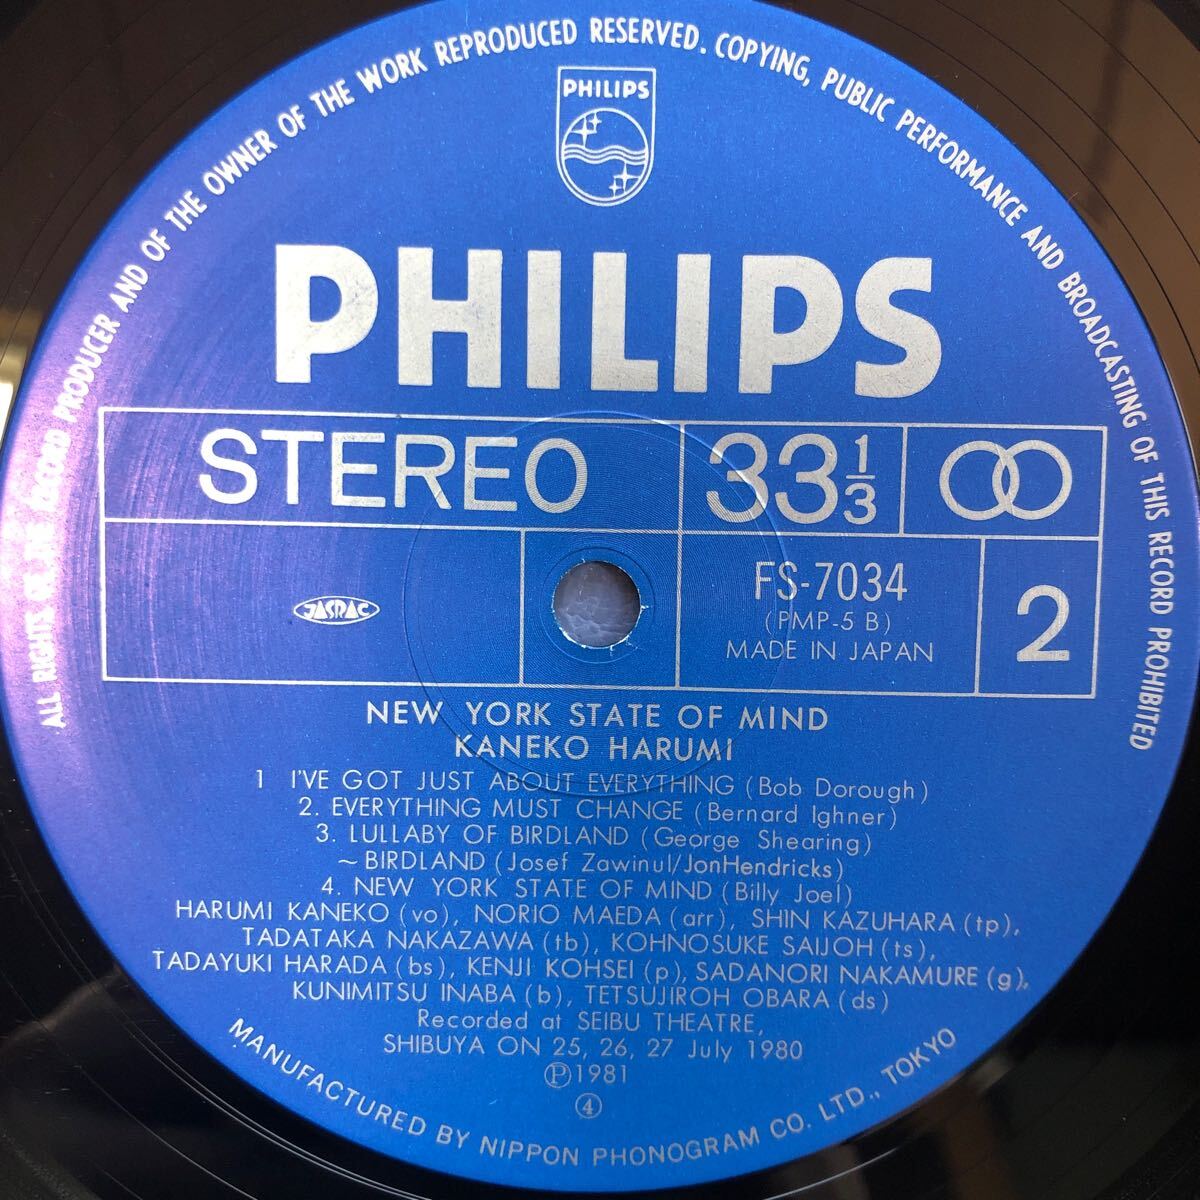 ALL RIGHTS OF THE RECORD PRODUCER AND OF THE OWNER OF THE WORK REPRODUCED RESERVED. COPYING, PUBLIC PERFORMANCE AND BROADCASTING OF THIS RECORD PROHIBITED
PHILIPS
PHILIPS
STEREO
33 1/3
JASRAC
FS-7034
(PMP-5 B)
MADE IN JAPAN
2
NEW YORK STATE OF MIND
KANEKO HARUMI
1 I'VE GOT JUST ABOUT EVERYTHING (Bob Dorough)
2. EVERYTHING MUST CHANGE (Bernard Ighner)
3. LULLABY OF BIRDLAND (George Shearing)
~ BIRDLAND (Josef Zawinul/JonHendricks)
4. NEW YORK STATE OF MIND (Billy Joel)
HARUMI KANEKO (vo), NORIO MAEDA (arr), SHIN KAZUHARA (tp),
TADATAKA NAKAZAWA (tb), KOHNOSUKE SAIJOH (ts),
TADAYUKI HARADA (bs), KENJI KOHSEI (p), SADANORI NAKAMURE (g),
KUNIMITSU INABA (b), TETSUJIROH OBARA (ds)
Recorded at SEIBU THEATRE,
SHIBUYA ON 25, 26, 27 July 1980
Ⓟ1981
④
MANUFACTURED BY NIPPON PHONOGRAM CO. LTD., TOKYO